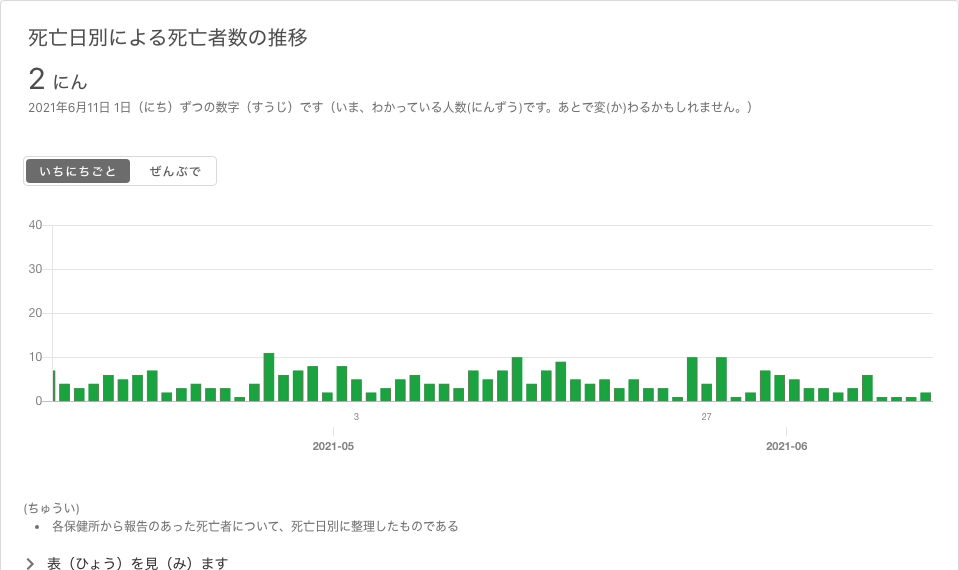 死亡日別による死亡者数の推移
2 にん
2021年6月11日 1日（にち）ずつの数字（すうじ）です（いま、わかっている人数(にんずう)です。あとで変(か)わるかもしれません。）
いちにちごと ぜんぶで
40
30
20
10
0
3 27
2021-05 2021-06
(ちゅうい)
• 各保健所から報告のあった死亡者について、死亡日別に整理したものである
表（ひょう）を見（み）ます